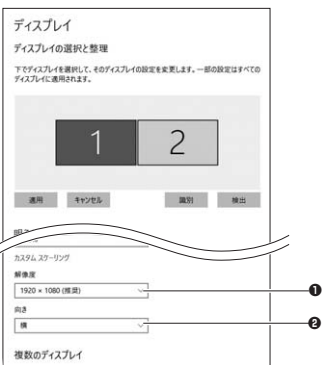 ディスプレイ
ディスプレイの選択と整理
下でディスプレイを選択して、そのディスプレイの設定を変更します。一部の設定はすべての
ディスプレイに適用されます。
1 2
適用 キャンセル 識別 検出
カスタム スケーリング
解像度
1920 × 1080 (推奨)
❶
向き
横
❷
複数のディスプレイ